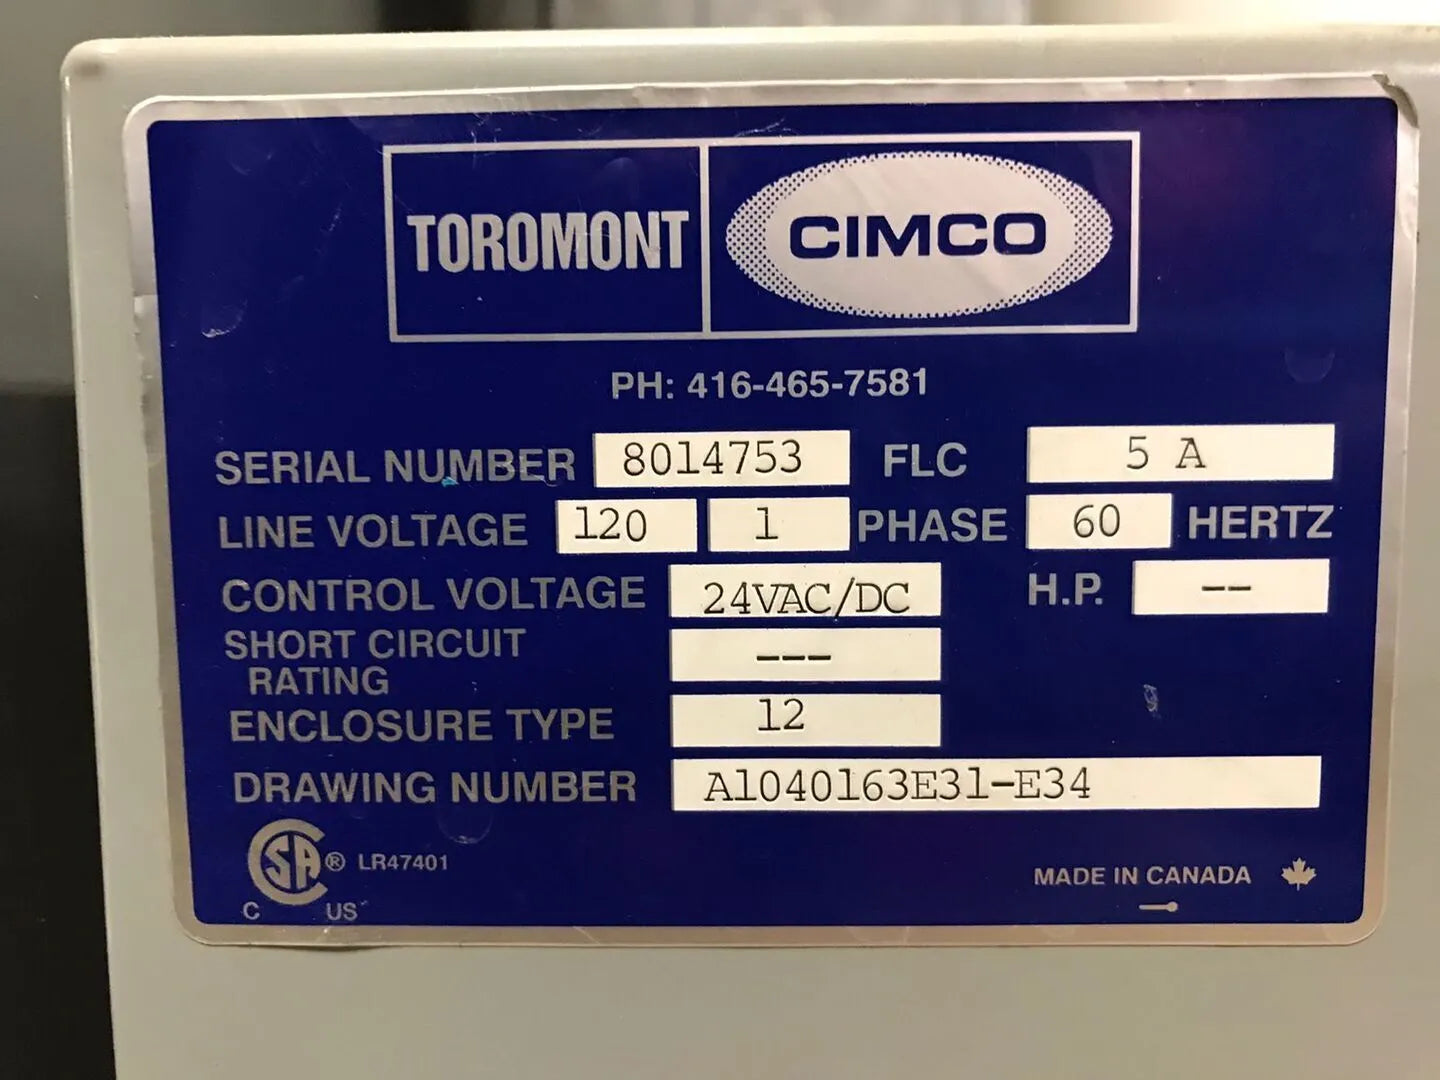 TOROMONT CIMCO
PH: 416-465-7581
SERIAL NUMBER 8014753 FLC 5 A
LINE VOLTAGE 120 1 PHASE 60 HERTZ
CONTROL VOLTAGE 24VAC/DC H.P. --
SHORT CIRCUIT
RATING ---
ENCLOSURE TYPE 12
DRAWING NUMBER A1040163E31-E34
CSA® LR47401
C US
MADE IN CANADA